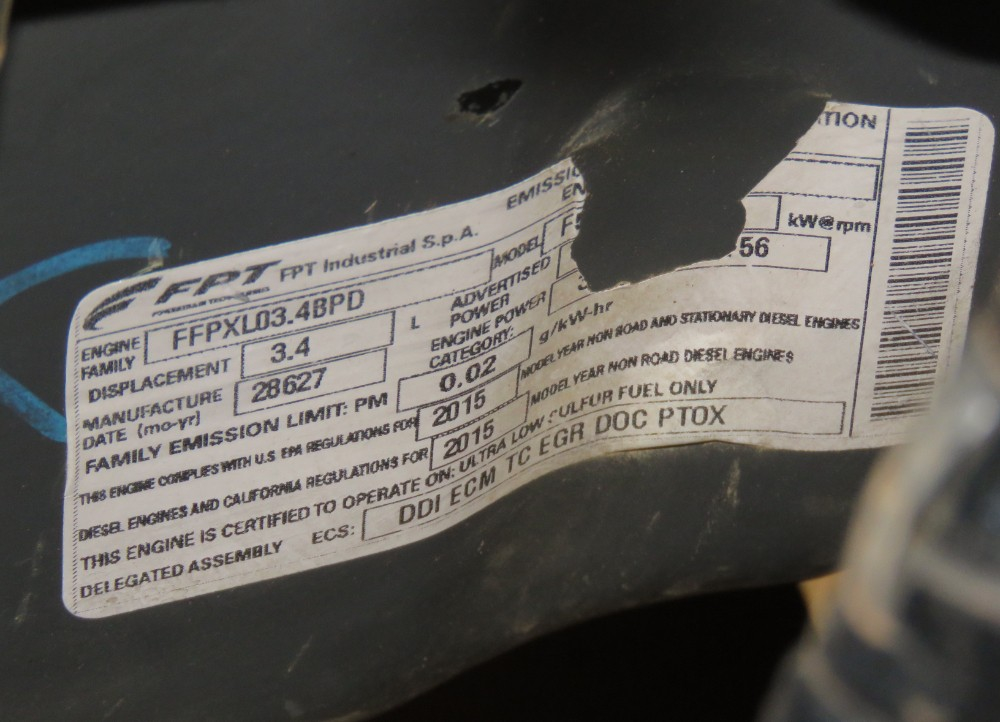 EMISSI
TION
FPT FPT Industrial S.p.A.
EN
ENGINE FAMILY FFPXL03.4BPD
MODEL F5
DISPLACEMENT 3.4 L
ADVERTISED POWER kW@rpm
MANUFACTURE DATE (mo-yr) 28627
ENGINE POWER CATEGORY: 56
FAMILY EMISSION LIMIT: PM 0.02 g/kW-hr
THIS ENGINE COMPLIES WITH U.S EPA REGULATIONS FOR 2015 MODEL YEAR NON ROAD AND STATIONARY DIESEL ENGINES
DIESEL ENGINES AND CALIFORNIA REGULATIONS FOR 2015 MODEL YEAR NON ROAD DIESEL ENGINES
THIS ENGINE IS CERTIFIED TO OPERATE ON: ULTRA LOW SULFUR FUEL ONLY
DELEGATED ASSEMBLY ECS: DDI ECM TC EGR DOC PTOX